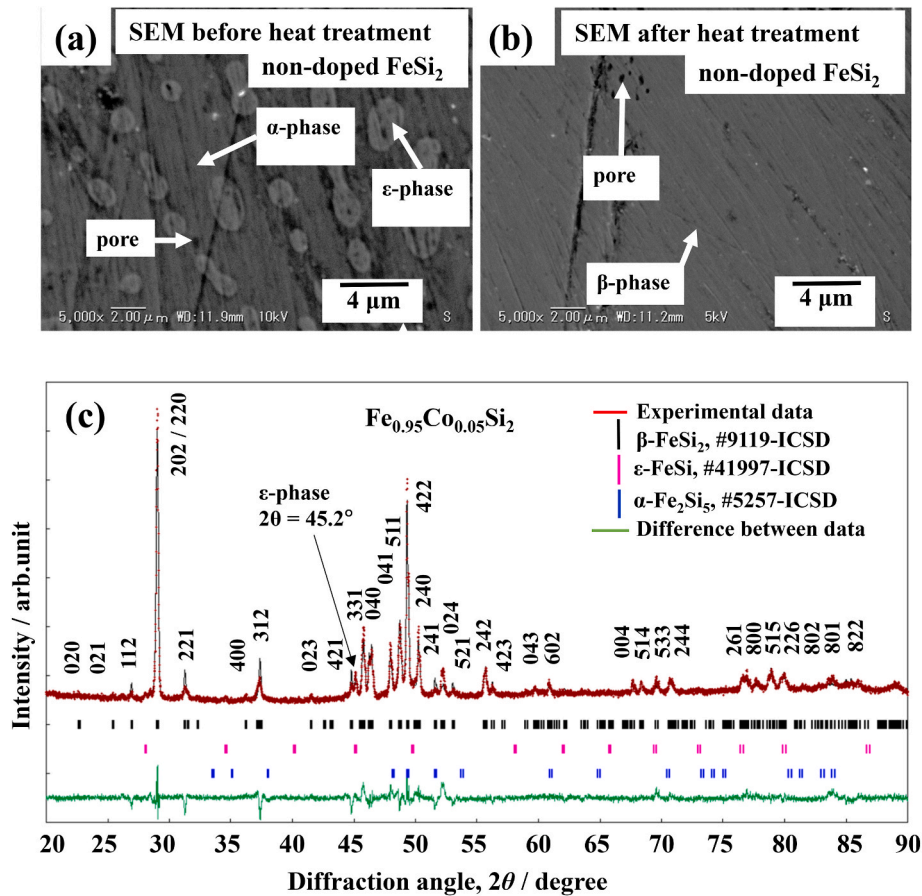 (a)
SEM before heat treatment
non-doped FeSi₂
α-phase
ε-phase
pore
4 μm
5,000x 2.00μm WD:11.9mm 10kV S
(b)
SEM after heat treatment
non-doped FeSi₂
pore
β-phase
4 μm
5,000x 2.00μm WD:11.2mm 5kV S
(c)
Fe₀.₉₅Co₀.₀₅Si₂
Experimental data
β-FeSi₂, #9119-ICSD
ε-FeSi, #41997-ICSD
α-Fe₂Si₅, #5257-ICSD
Difference between data
ε-phase
2θ = 45.2°
020
021
112
202 / 220
221
400
312
023
421
331
040
041
511
422
240
241
024
521
242
423
043
602
004
514
533
244
261
800
515
226
802
801
822
Intensity / arb.unit
20 25 30 35 40 45 50 55 60 65 70 75 80 85 90
Diffraction angle, 2θ / degree